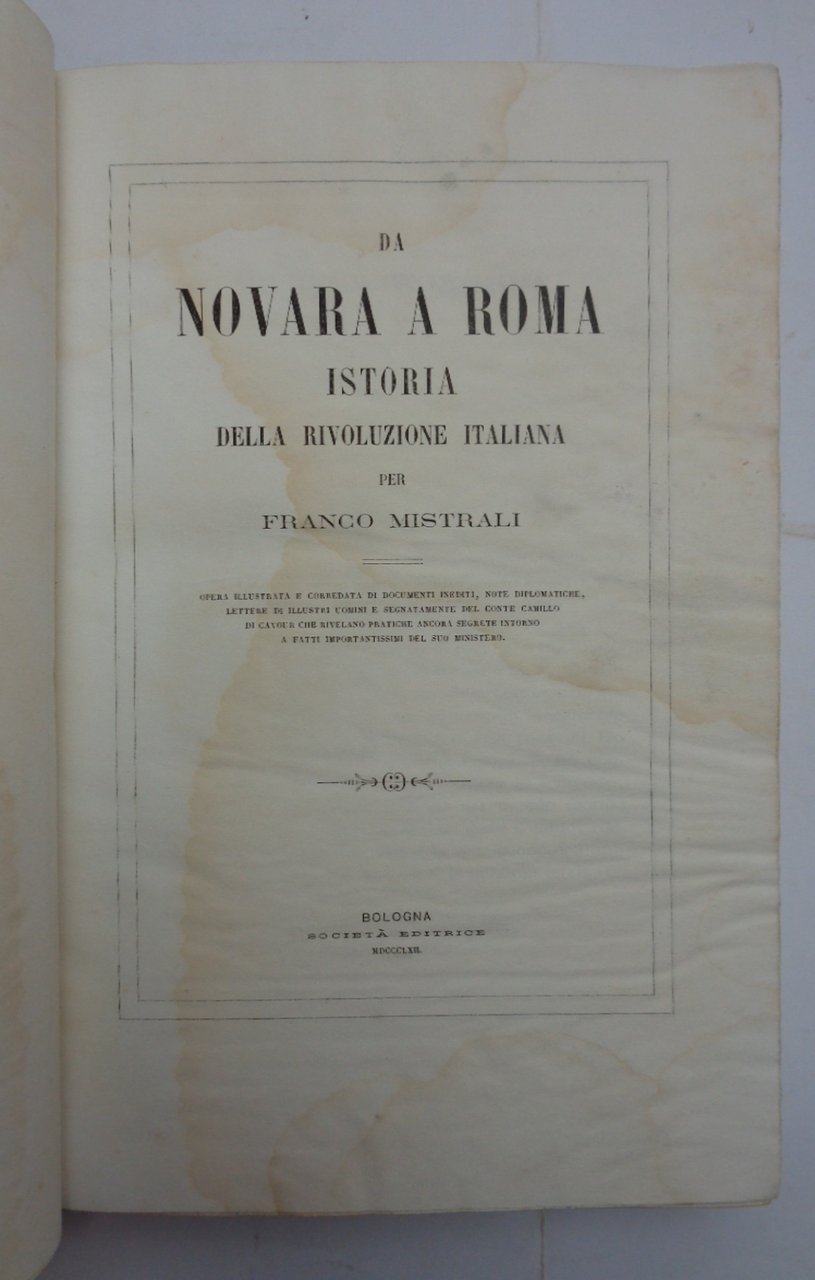 DA
NOVARA A ROMA
ISTORIA
DELLA RIVOLUZIONE ITALIANA
PER
FRANCO MISTRALI
OPERA ILLUSTRATA E CORREDATA DI DOCUMENTI INEDITI, NOTE DIPLOMATICHE,
LETTERE DI ILLUSTRI UOMINI E SEGNATAMENTE DEL CONTE CAMILLO
DI CAVOUR CHE RIVELANO PRATICHE ANCORA SEGRETE INTORNO
A FATTI IMPORTANTISSIMI DEL SUO MINISTERO.
BOLOGNA
SOCIETÀ EDITRICE
MDCCCLXII.